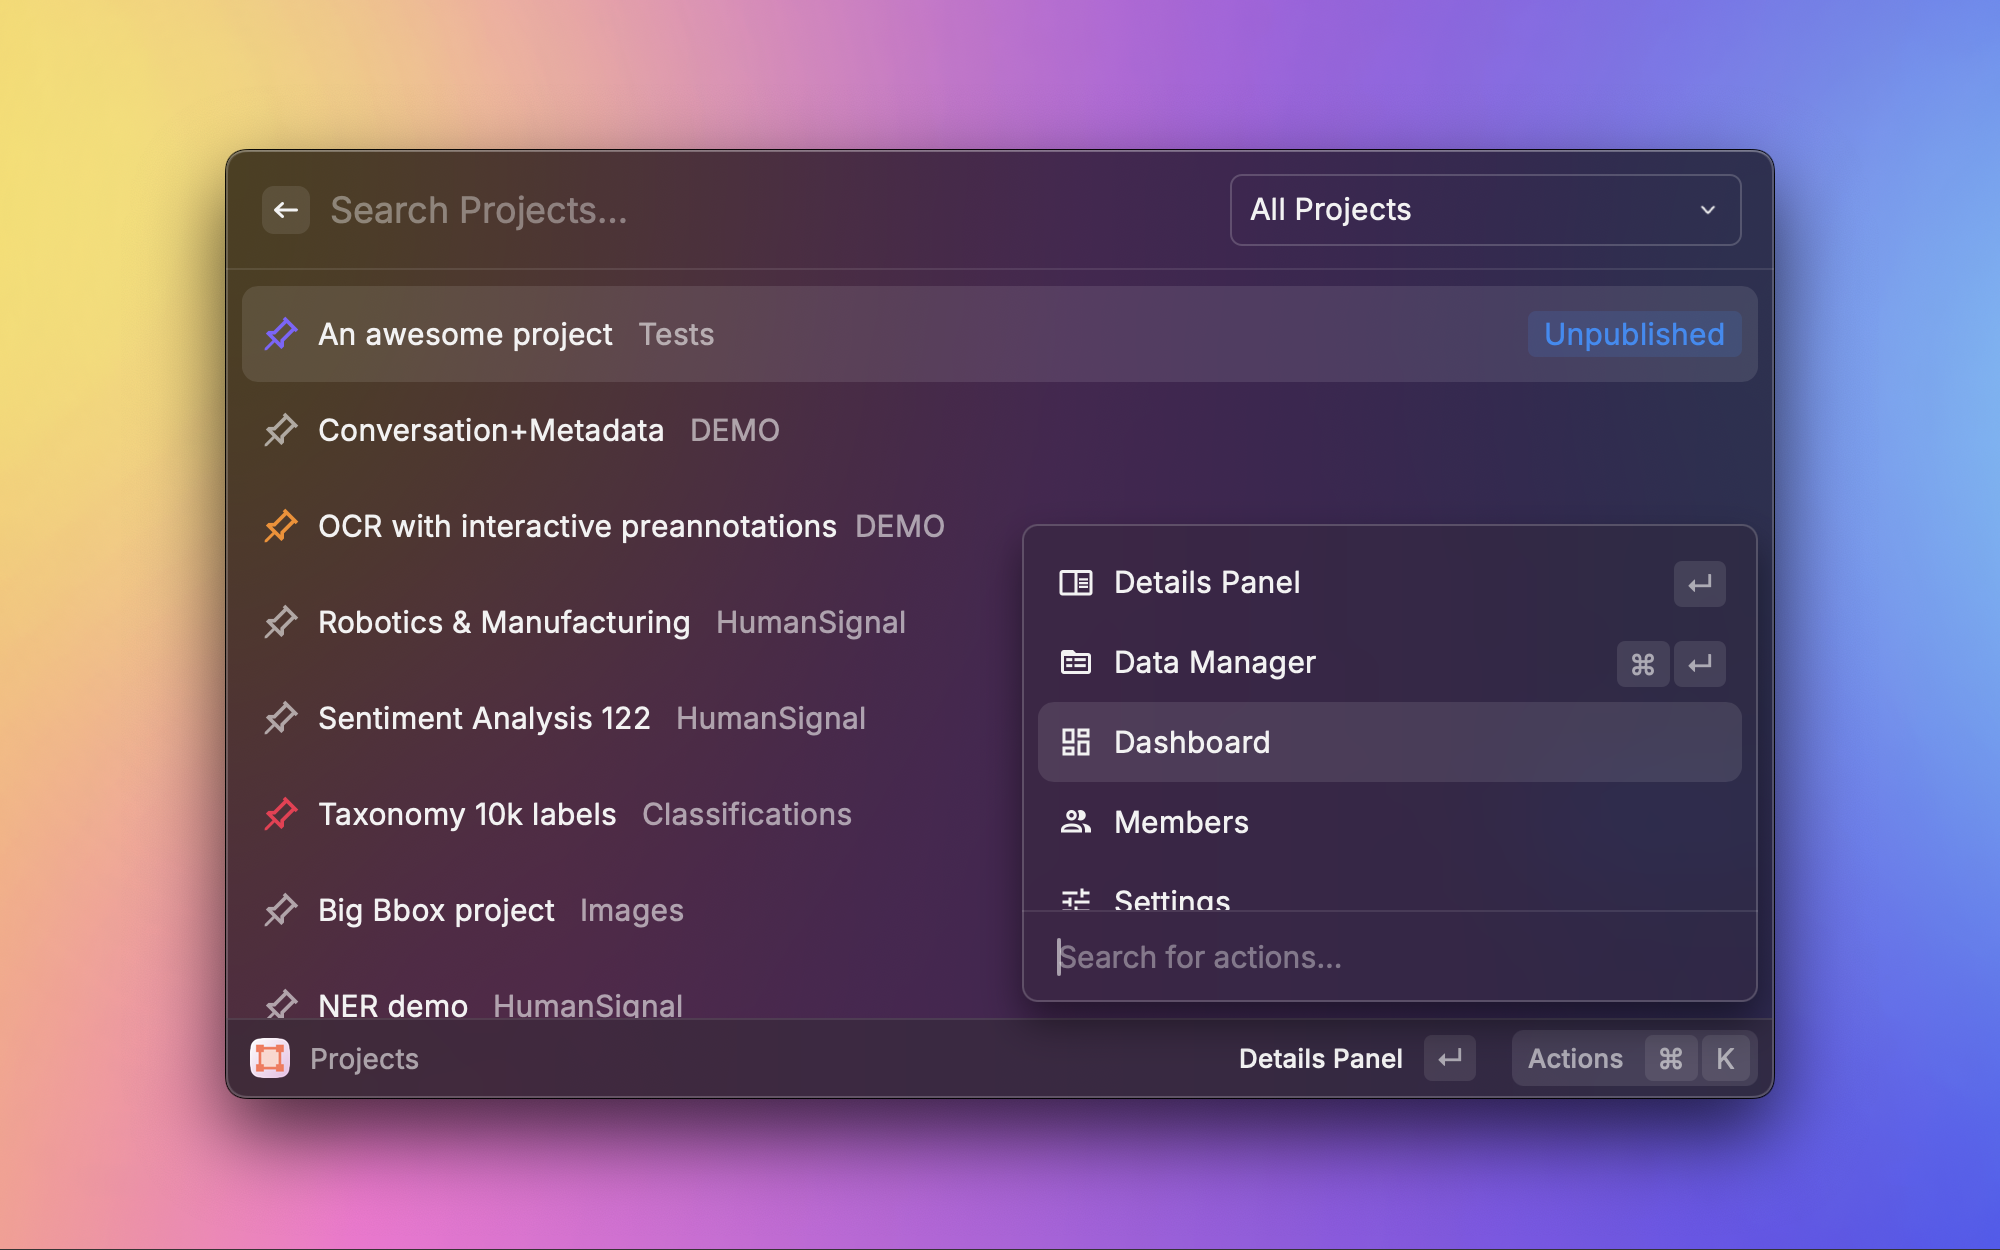 Search Projects...
All Projects
An awesome project Tests Unpublished
Conversation+Metadata DEMO
OCR with interactive preannotations DEMO
Robotics & Manufacturing HumanSignal
Sentiment Analysis 122 HumanSignal
Taxonomy 10k labels Classifications
Big Bbox project Images
NER demo HumanSignal
Details Panel ↵
Data Manager ⌘ ↵
Dashboard
Members
Settings
Search for actions...
Projects
Details Panel ↵
Actions ⌘ K